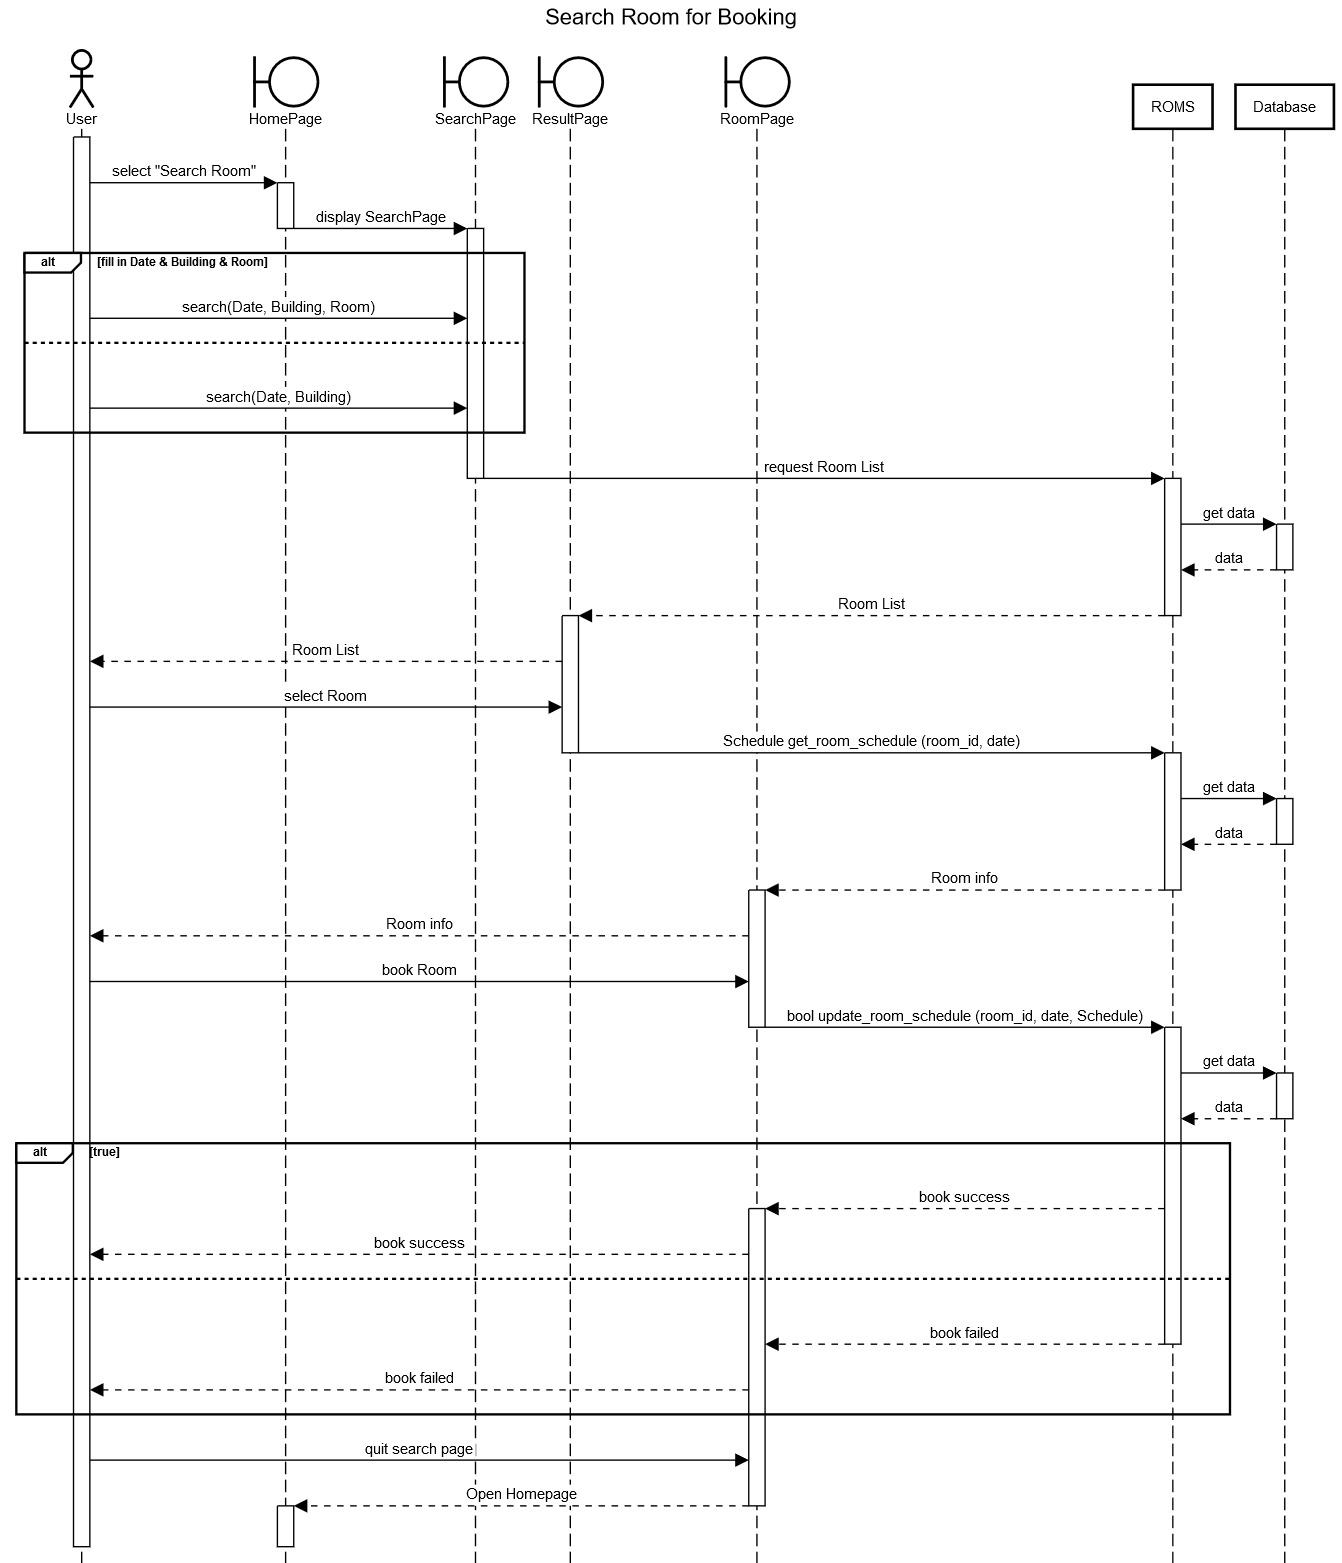 Search Room for Booking
User
HomePage
SearchPage
ResultPage
RoomPage
ROMS
Database
select "Search Room"
display SearchPage
alt
[fill in Date & Building & Room]
search(Date, Building, Room)
search(Date, Building)
request Room List
get data
data
Room List
Room List
select Room
Schedule get_room_schedule (room_id, date)
get data
data
Room info
Room info
book Room
bool update_room_schedule (room_id, date, Schedule)
get data
data
alt
[true]
book success
book success
book failed
book failed
quit search page
Open Homepage